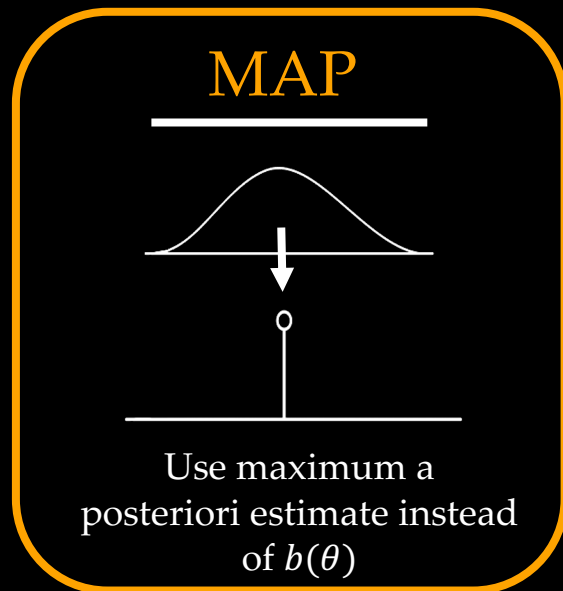 MAP
Use maximum a
posteriori estimate instead
of 𝑏(𝜃)